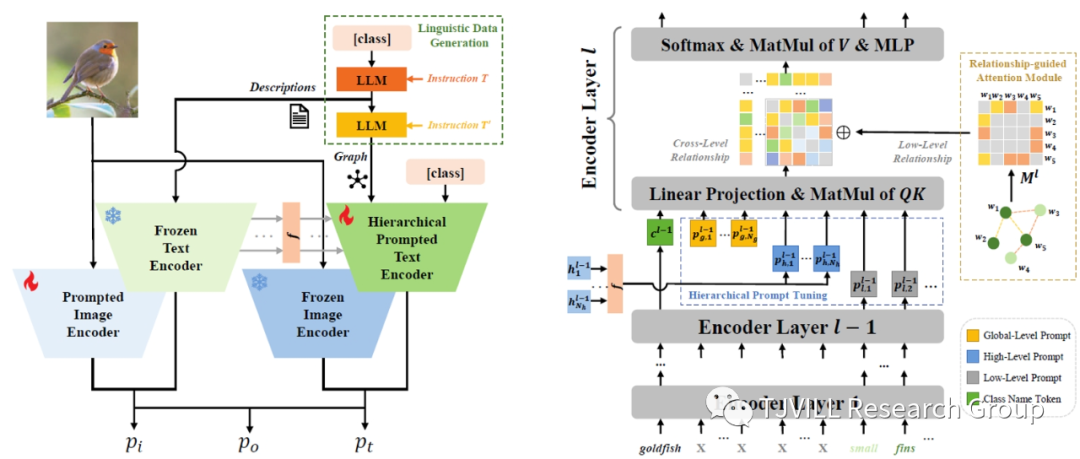 Linguistic Data
Generation
[class]
LLM
Instruction T
Descriptions
LLM
Instruction T'
Graph
[class]
Frozen
Text
Encoder
f
Hierarchical
Prompted
Text
Encoder
Prompted
Image
Encoder
Frozen
Image
Encoder
p_i
p_o
p_t
Encoder Layer l
Softmax & MatMul of V & MLP
Cross-Level
Relationship
⊕
Low-Level
Relationship
Linear Projection & MatMul of QK
Relationship-guided
Attention Module
w_1 w_2 w_3 w_4 w_5
w_1
w_2
w_3
w_4
w_5
M^l
w_1
w_3
w_2
w_5
w_4
c^{l-1}
p_{g,1}^{l-1} ... p_{g,N_g}^{l-1}
p_{h,1}^{l-1} ... p_{h,N_h}^{l-1}
p_{l,1}^{l-1} p_{l,2}^{l-1} ...
h_1^{l-1}
...
h_{N_h}^{l-1}
f
Hierarchical Prompt Tuning
Encoder Layer l − 1
...
Encoder Layer
TJVILL Research Group
goldfish X ... X X ... X small fins ...
Global-Level Prompt
High-Level Prompt
Low-Level Prompt
Class Name Token